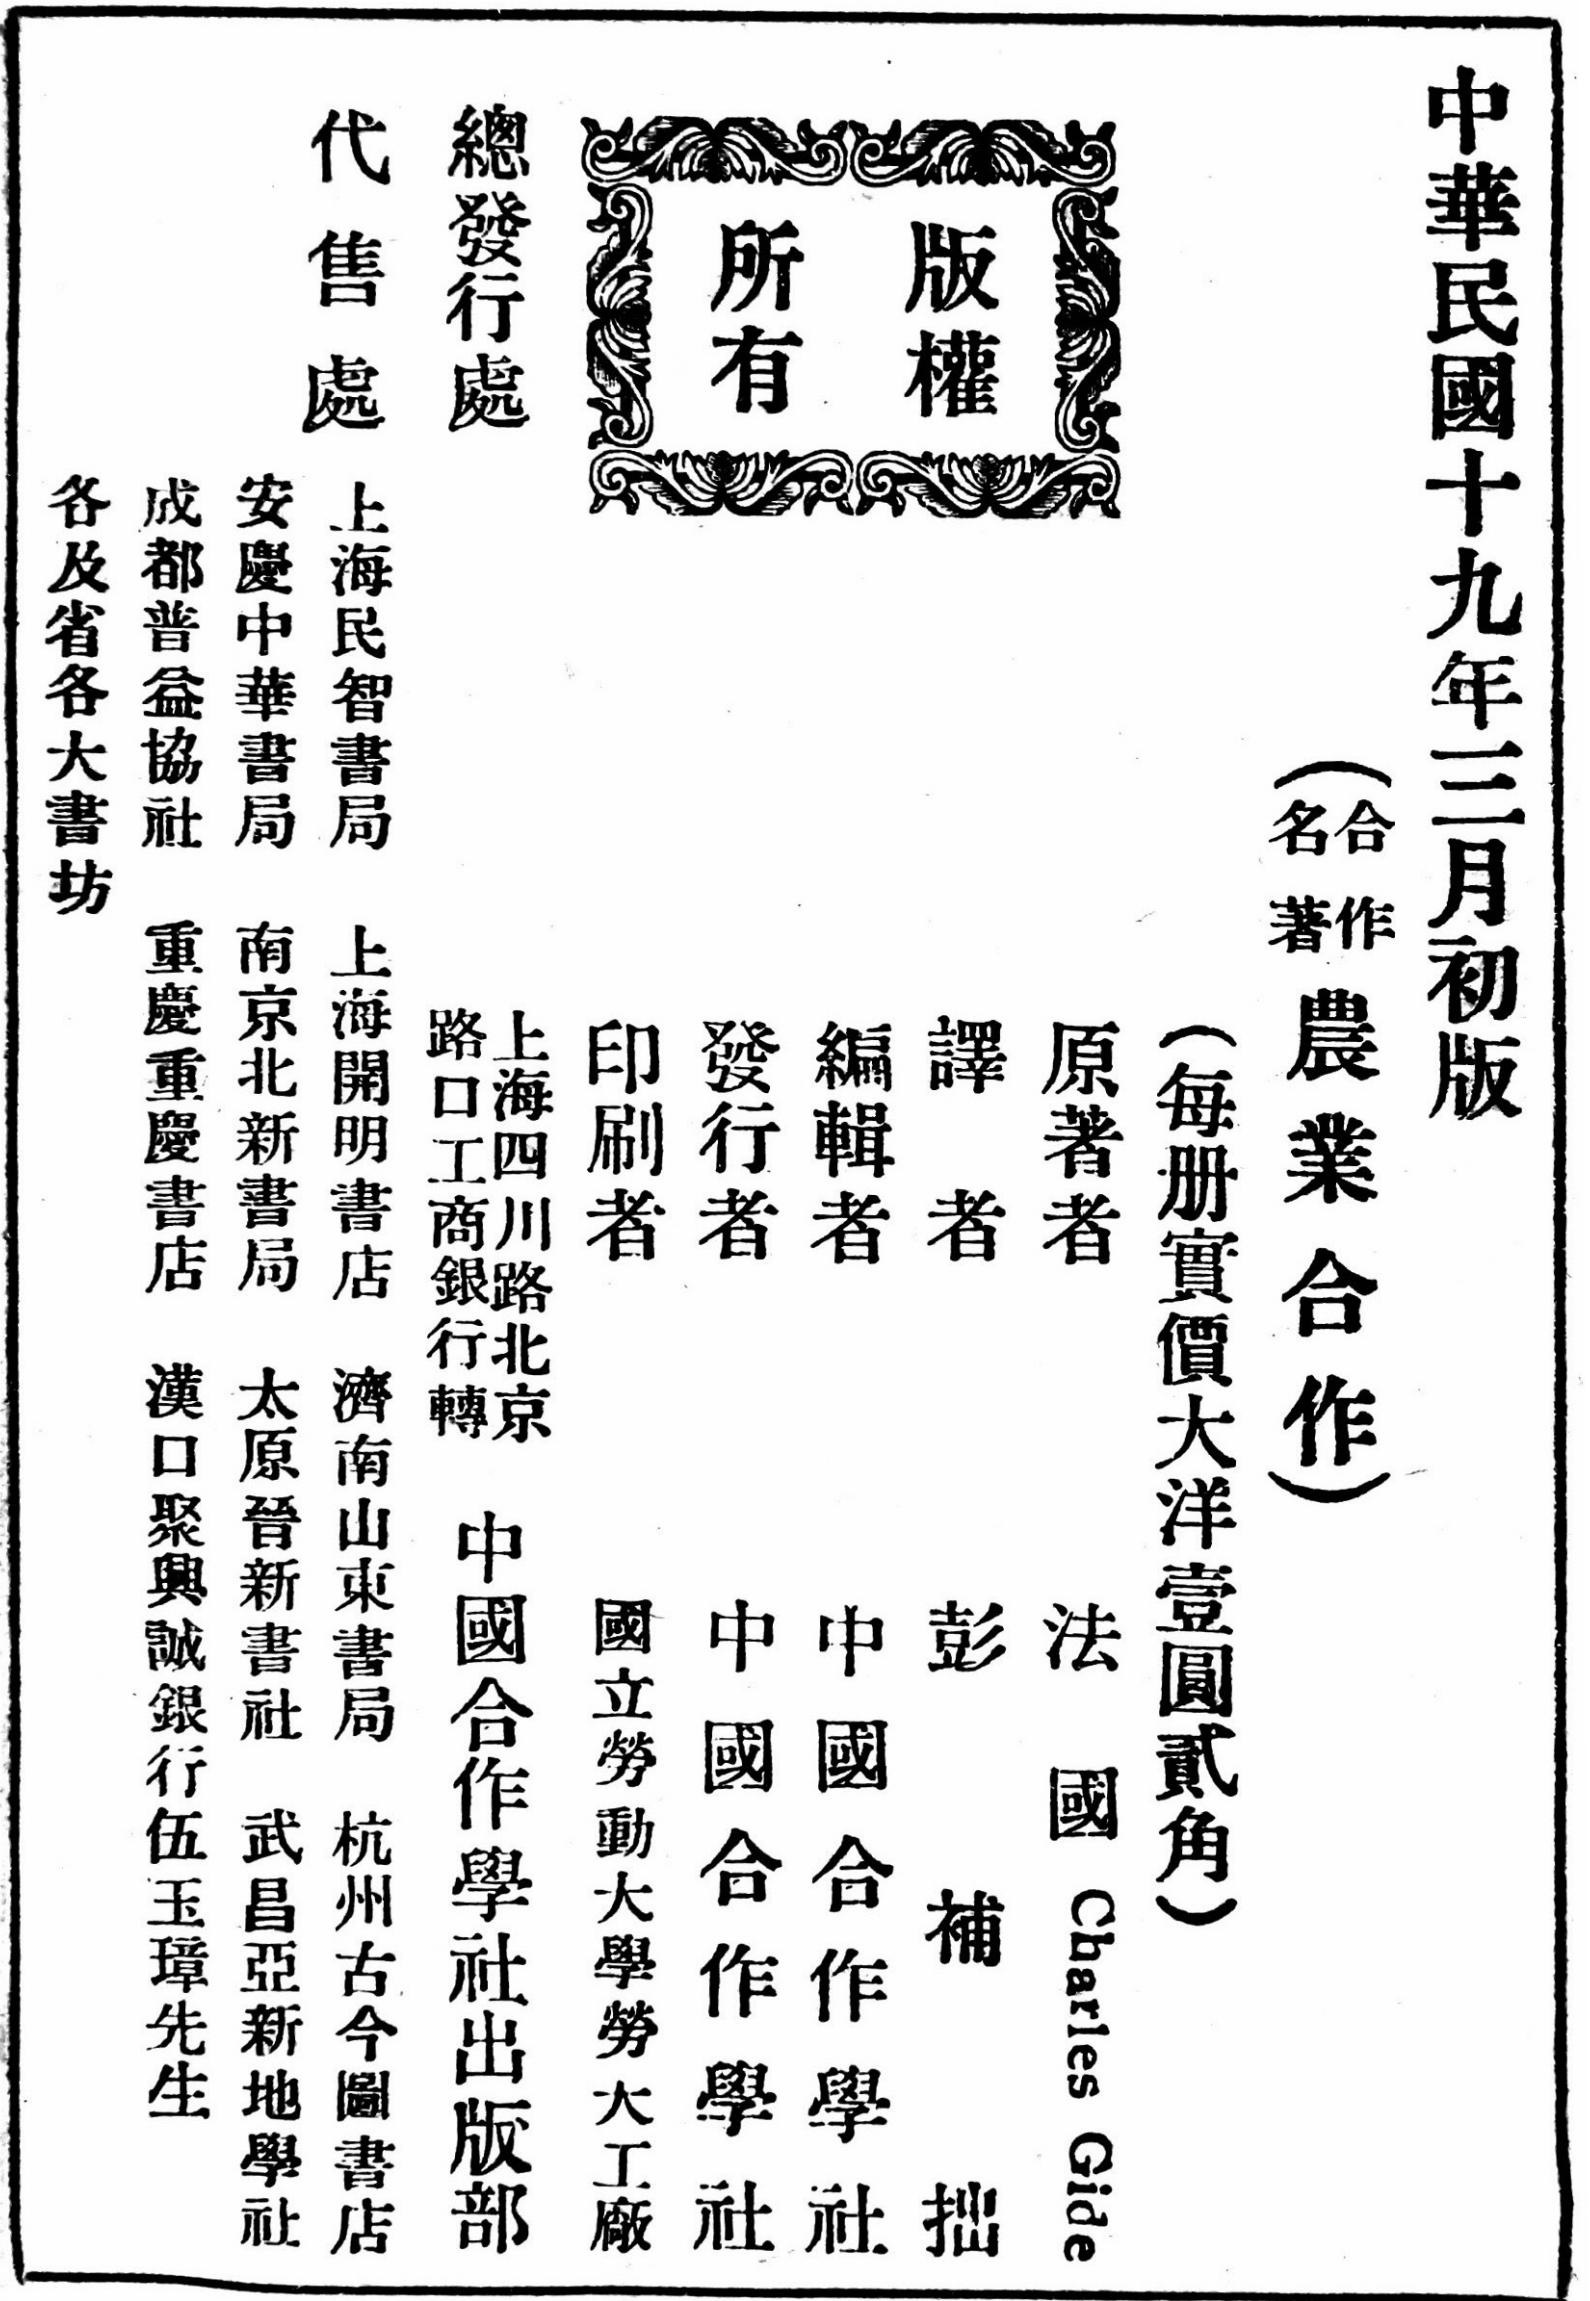 中華民國十九年三月初版
(合作名著 農業合作)
(每册實價大洋壹圓貳角)
原著者 法國 Charles Gide
譯者 彭補拙
編輯者 中國合作學社
發行者 中國合作學社
印刷者 國立勞動大學勞大工廠
版權
所有
總發行處 上海四川路北京路口工商銀行轉 中國合作學社出版部
代售處
上海民智書局 上海開明書店 濟南山東書局 杭州古今圖書店
安慶中華書局 南京北新書局 太原晉新書社 武昌亞新地學社
成都普益協社 重慶重慶書店 漢口聚興誠銀行伍玉璋先生
各及省各大書坊